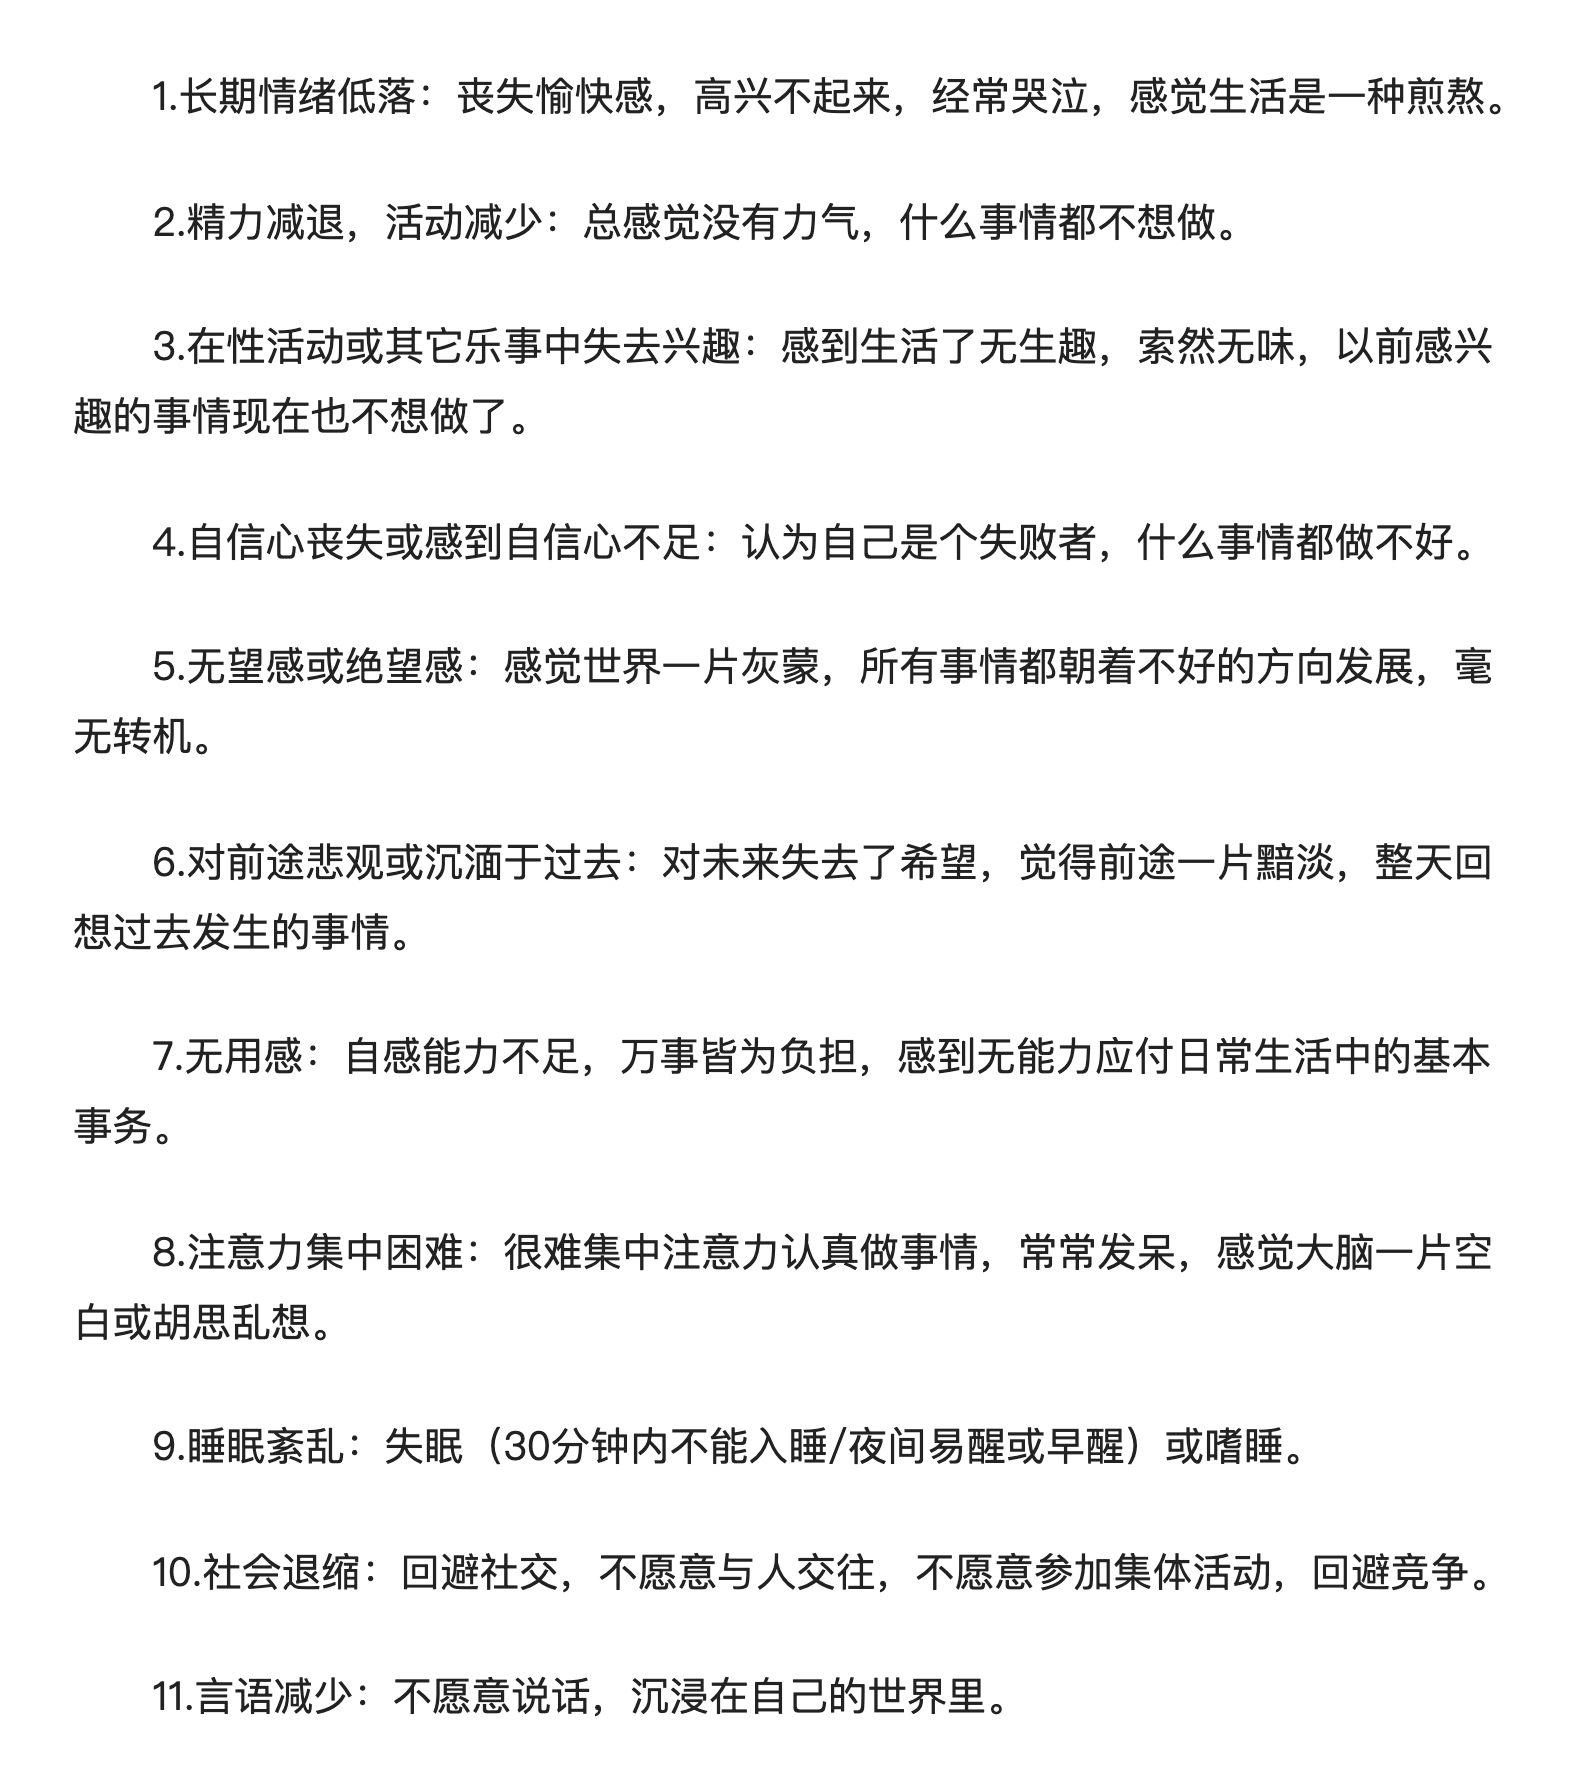 1.长期情绪低落：丧失愉快感，高兴不起来，经常哭泣，感觉生活是一种煎熬。
2.精力减退，活动减少：总感觉没有力气，什么事情都不想做。
3.在性活动或其它乐事中失去兴趣：感到生活了无生趣，索然无味，以前感兴
趣的事情现在也不想做了。
4.自信心丧失或感到自信心不足：认为自己是个失败者，什么事情都做不好。
5.无望感或绝望感：感觉世界一片灰蒙，所有事情都朝着不好的方向发展，毫
无转机。
6.对前途悲观或沉湎于过去：对未来失去了希望，觉得前途一片黯淡，整天回
想过去发生的事情。
7.无用感：自感能力不足，万事皆为负担，感到无能力应付日常生活中的基本
事务。
8.注意力集中困难：很难集中注意力认真做事情，常常发呆，感觉大脑一片空
白或胡思乱想。
9.睡眠紊乱：失眠（30分钟内不能入睡/夜间易醒或早醒）或嗜睡。
10.社会退缩：回避社交，不愿意与人交往，不愿意参加集体活动，回避竞争。
11.言语减少：不愿意说话，沉浸在自己的世界里。